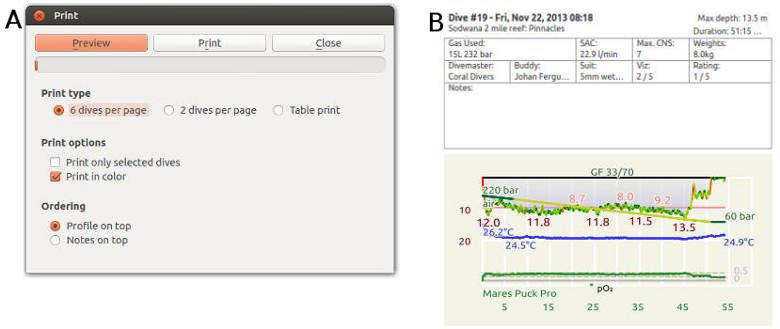 A
Print
Preview
Print
Close
Print type
6 dives per page
2 dives per page
Table print
Print options
Print only selected dives
Print in color
Ordering
Profile on top
Notes on top
B
Dive #19 - Fri, Nov 22, 2013 08:18
Max depth: 13.5 m
Sodwana 2 mile reef: Pinnacles
Duration: 51:15 ...
Gas Used: SAC: Max. CNS: Weights:
15L 232 bar 22.9 l/min 7 8.0kg
Divemaster: Buddy: Suit: Viz: Rating:
Coral Divers Johan Fergu... 5mm wet... 2 / 5 1 / 5
Notes:
GF 33/70
220 bar
air
8.7 8.0 9.2
10
60 bar
12.0 11.8 11.8 11.5 13.5
26.2°C
24.5°C
24.9°C
20
0.5
0
pO₂
Mares Puck Pro
5 15 25 35 45 55